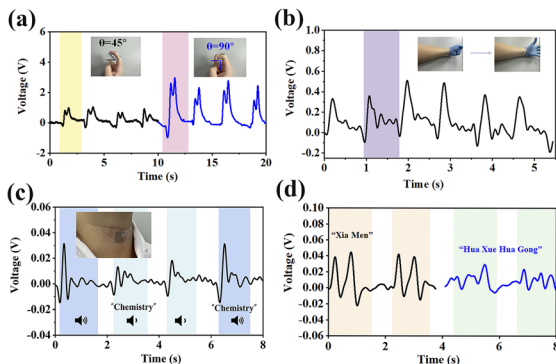 (a)
Voltage (V)
6
4
2
0
-2
θ=45°
θ=90°
0
5
10
15
20
Time (s)
(b)
Voltage (V)
1.0
0.8
0.6
0.4
0.2
0.0
-0.2
0
1
2
3
4
5
Time (s)
(c)
Voltage (V)
0.06
0.04
0.02
0.00
-0.02
-0.04
"Chemistry"
"Chemistry"
0
2
4
6
8
Time (s)
(d)
Voltage (V)
0.10
0.08
0.06
0.04
0.02
0.00
-0.02
-0.04
"Xia Men"
"Hua Xue Hua Gong"
0
2
4
6
8
Time (s)